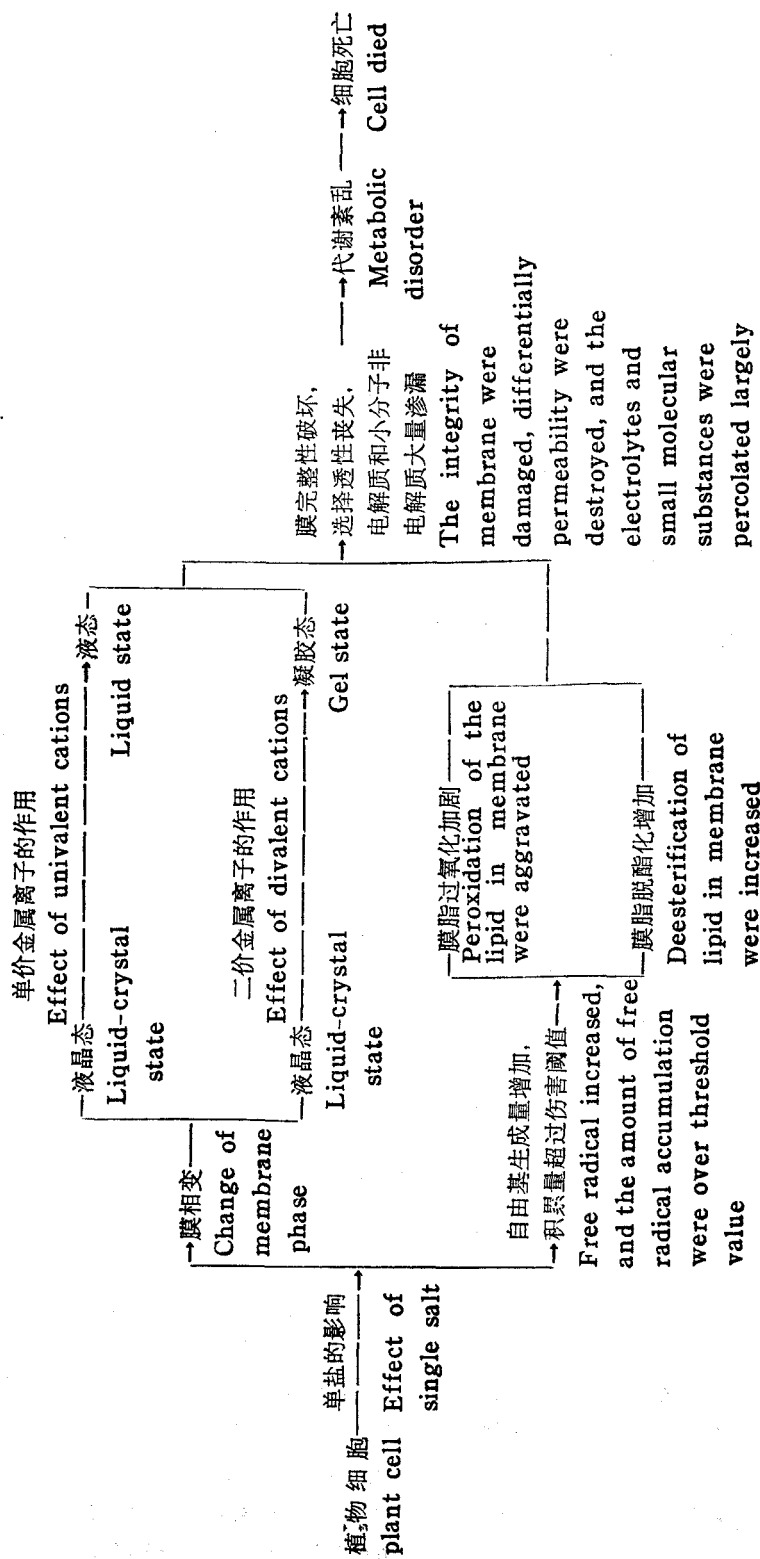 植物细胞
plant cell
单盐的影响
Effect of
single salt
膜相变
Change of
membrane
phase
单价金属离子的作用
Effect of univalent cations
液晶态
Liquid-crystal
state
液态
Liquid state
二价金属离子的作用
Effect of divalent cations
液晶态
Liquid-crystal
state
凝胶态
Gel state
自由基生成量增加,
积累量超过伤害阈值
Free radical increased,
and the amount of free
radical accumulation
were over threshold
value
膜脂过氧化加剧
Peroxidation of the
lipid in membrane
were aggravated
膜脂脱酯化增加
Deesterification of
lipid in membrane
were increased
膜完整性破坏,
选择透性丧失,
电解质和小分子非
电解质大量渗漏
The integrity of
membrane were
damaged, differentially
permeability were
destroyed, and the
electrolytes and
small molecular
substances were
percolated largely
代谢紊乱
Metabolic
disorder
细胞死亡
Cell died